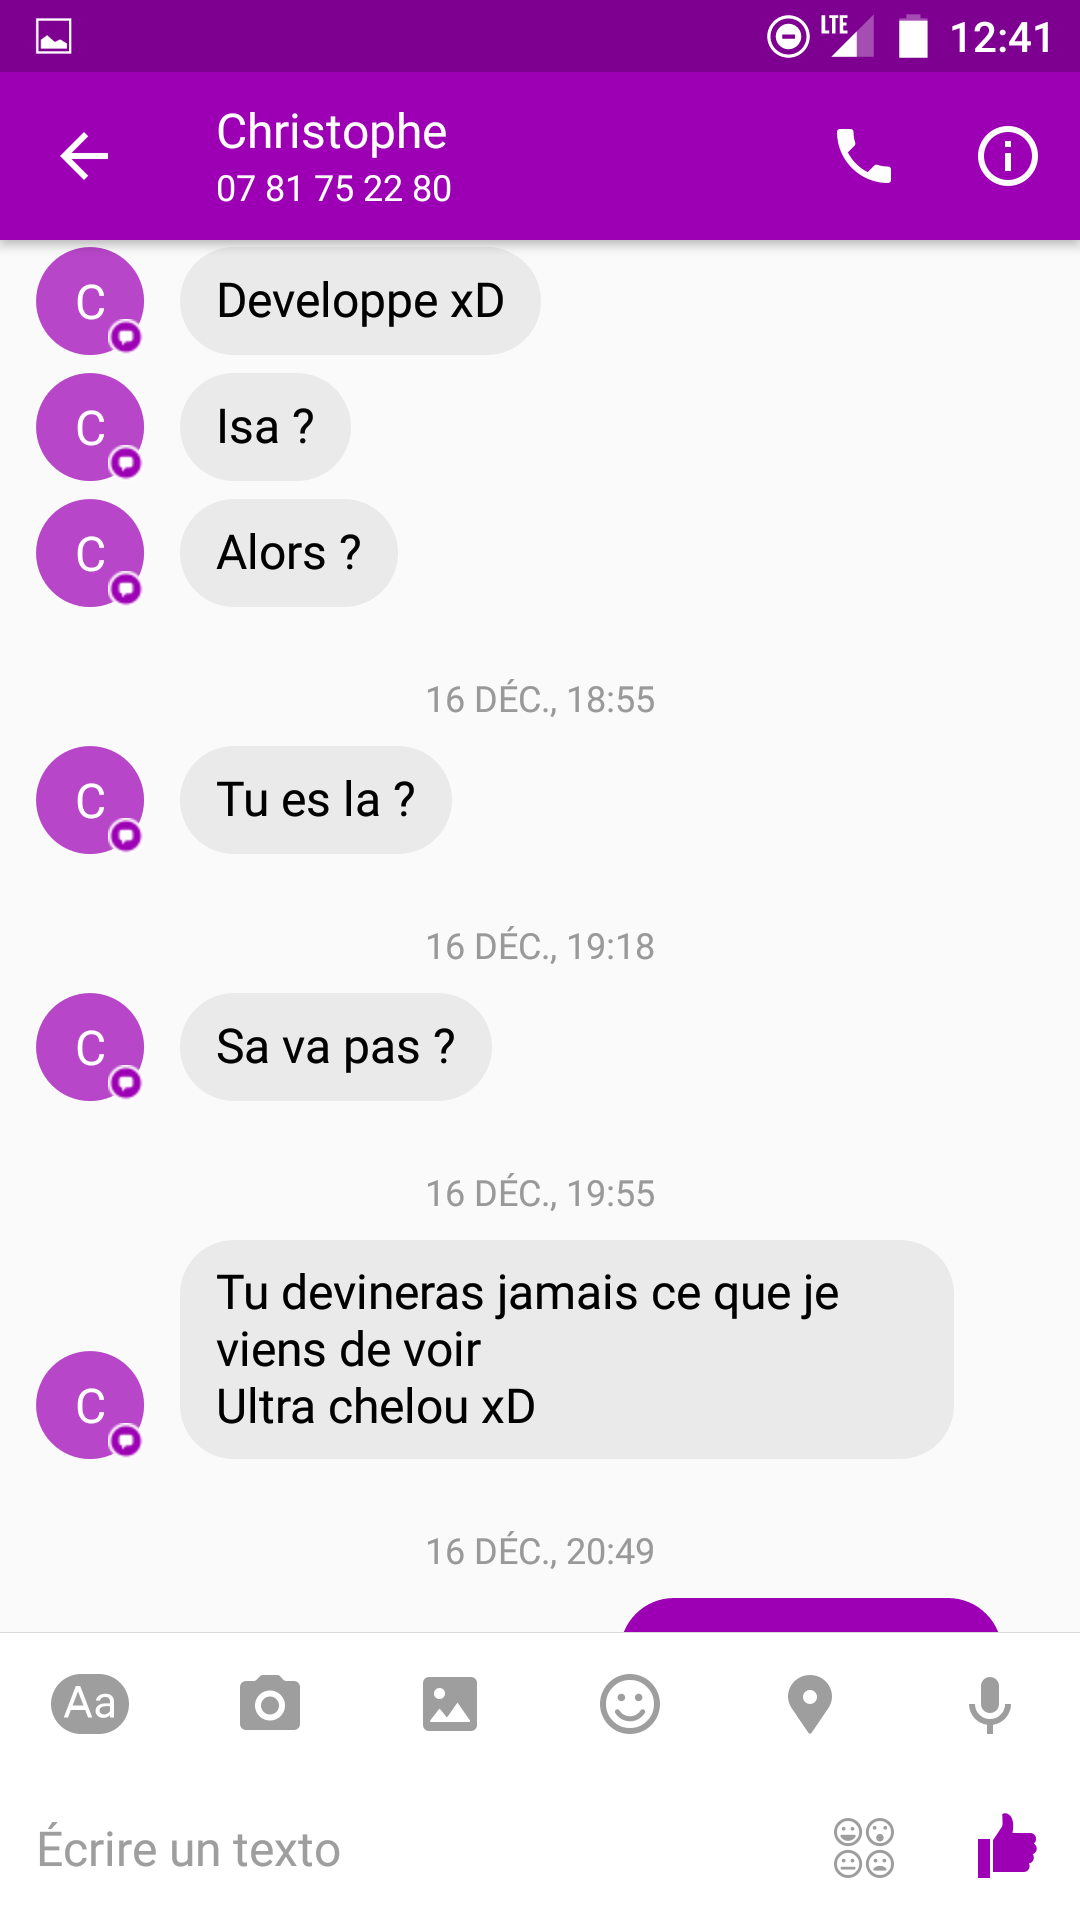 LTE 12:41
Christophe
07 81 75 22 80
C Developpe xD
C Isa ?
C Alors ?
16 DÉC., 18:55
C Tu es la ?
16 DÉC., 19:18
C Sa va pas ?
16 DÉC., 19:55
Tu devineras jamais ce que je
viens de voir
C Ultra chelou xD
16 DÉC., 20:49
Aa
Écrire un texto